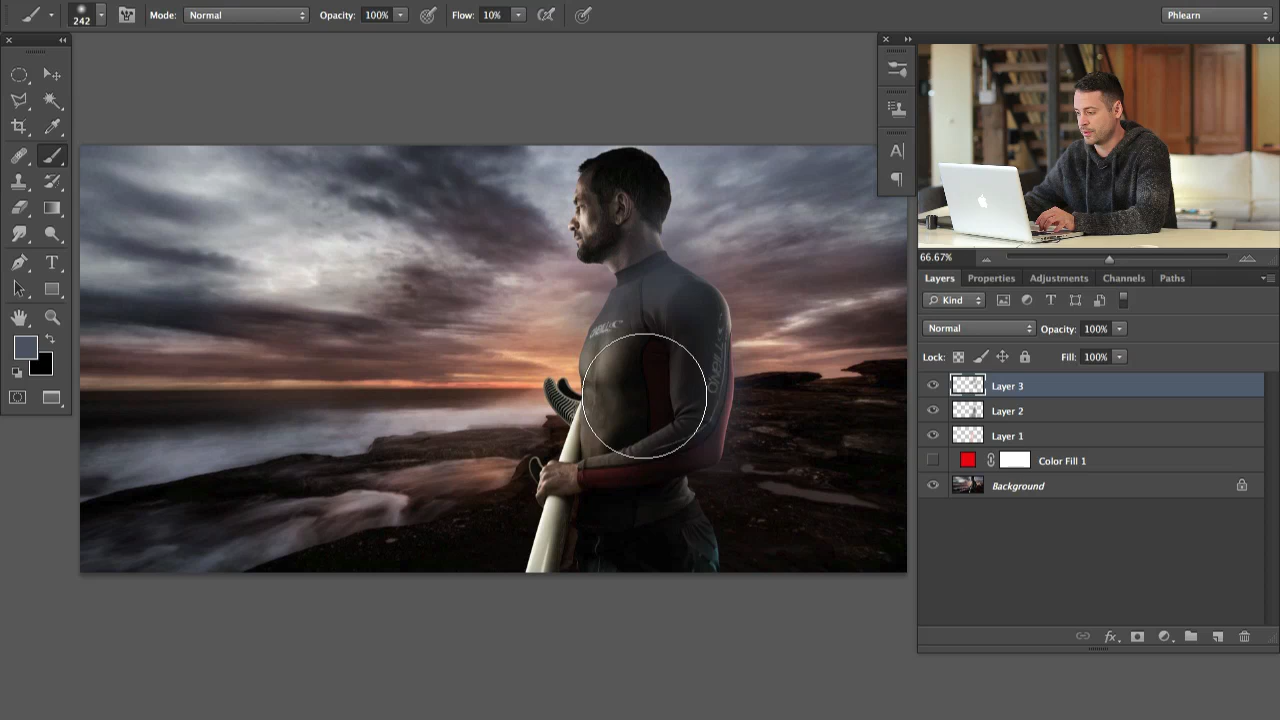 242 Mode: Normal Opacity: 100% Flow: 10% Phlearn
66.67%
Layers Properties Adjustments Channels Paths
Kind
Normal Opacity: 100%
Lock: Fill: 100%
Layer 3
Layer 2
Layer 1
Color Fill 1
Background